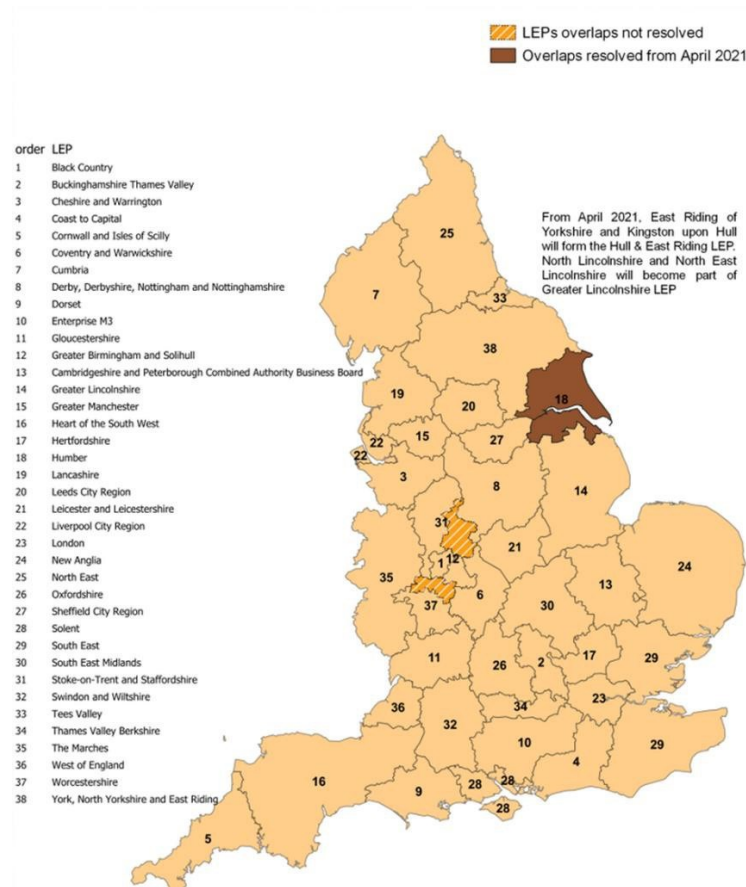 LEPs overlaps not resolved
Overlaps resolved from April 2021
order LEP
1 Black Country
2 Buckinghamshire Thames Valley
3 Cheshire and Warrington
4 Coast to Capital
5 Cornwall and Isles of Scilly
6 Coventry and Warwickshire
7 Cumbria
8 Derby, Derbyshire, Nottingham and Nottinghamshire
9 Dorset
10 Enterprise M3
11 Gloucestershire
12 Greater Birmingham and Solihull
13 Cambridgeshire and Peterborough Combined Authority Business Board
14 Greater Lincolnshire
15 Greater Manchester
16 Heart of the South West
17 Hertfordshire
18 Humber
19 Lancashire
20 Leeds City Region
21 Leicester and Leicestershire
22 Liverpool City Region
23 London
24 New Anglia
25 North East
26 Oxfordshire
27 Sheffield City Region
28 Solent
29 South East
30 South East Midlands
31 Stoke-on-Trent and Staffordshire
32 Swindon and Wiltshire
33 Tees Valley
34 Thames Valley Berkshire
35 The Marches
36 West of England
37 Worcestershire
38 York, North Yorkshire and East Riding
From April 2021, East Riding of
Yorkshire and Kingston upon Hull
will form the Hull & East Riding LEP.
North Lincolnshire and North East
Lincolnshire will become part of
Greater Lincolnshire LEP
25
7
33
38
19
20
18
22
15
27
22
3
8
14
31
21
1
12
35
24
13
37
6
30
11
26
2
17
29
23
36
34
32
10
29
4
16
9
28
28
28
5